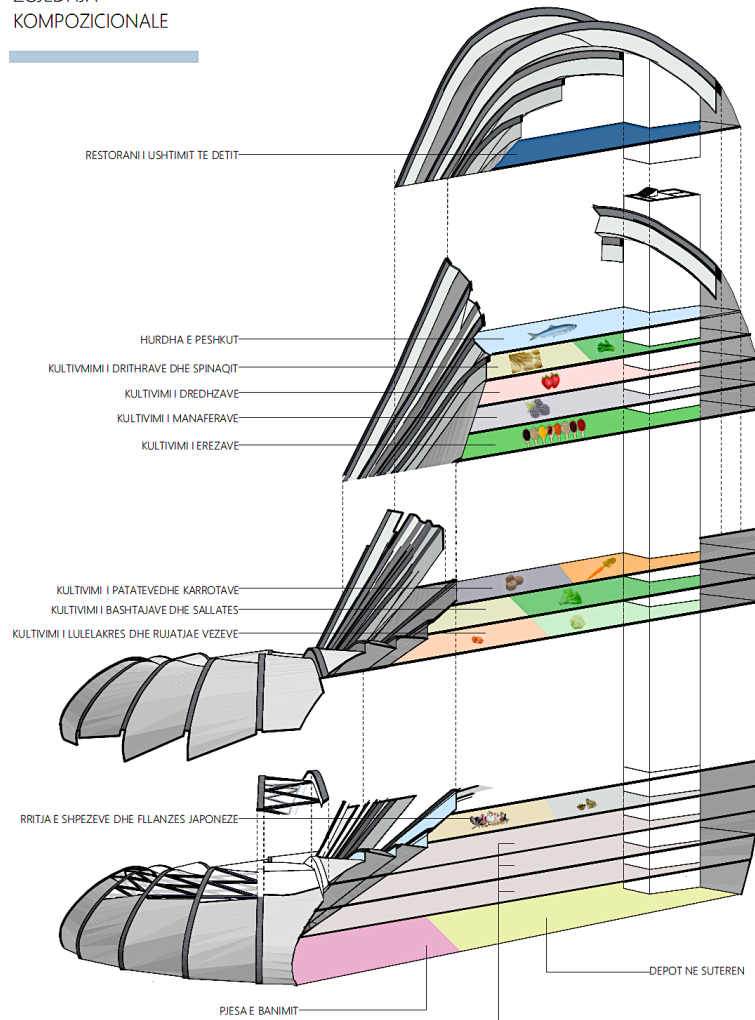 KOMPOZICIONALE
RESTORANI I USHTIMIT TE DETIT
HURDHA E PESHKUT
KULTIVMIMI I DRITHRAVE DHE SPINAQIT
KULTIVIMI I DREDHZAVE
KULTIVIMI I MANAFERAVE
KULTIVIMI I EREZAVE
KULTIVIMI I PATATEVEDHE KARROTAVE
KULTIVIMI I BASHTAJAVE DHE SALLATES
KULTIVIMI I LULELAKRES DHE RUJATJAE VEZEVE
RRITJA E SHPEZEVE DHE FLLANZES JAPONEZE
DEPOT NE SUTEREN
PJESA E BANIMIT